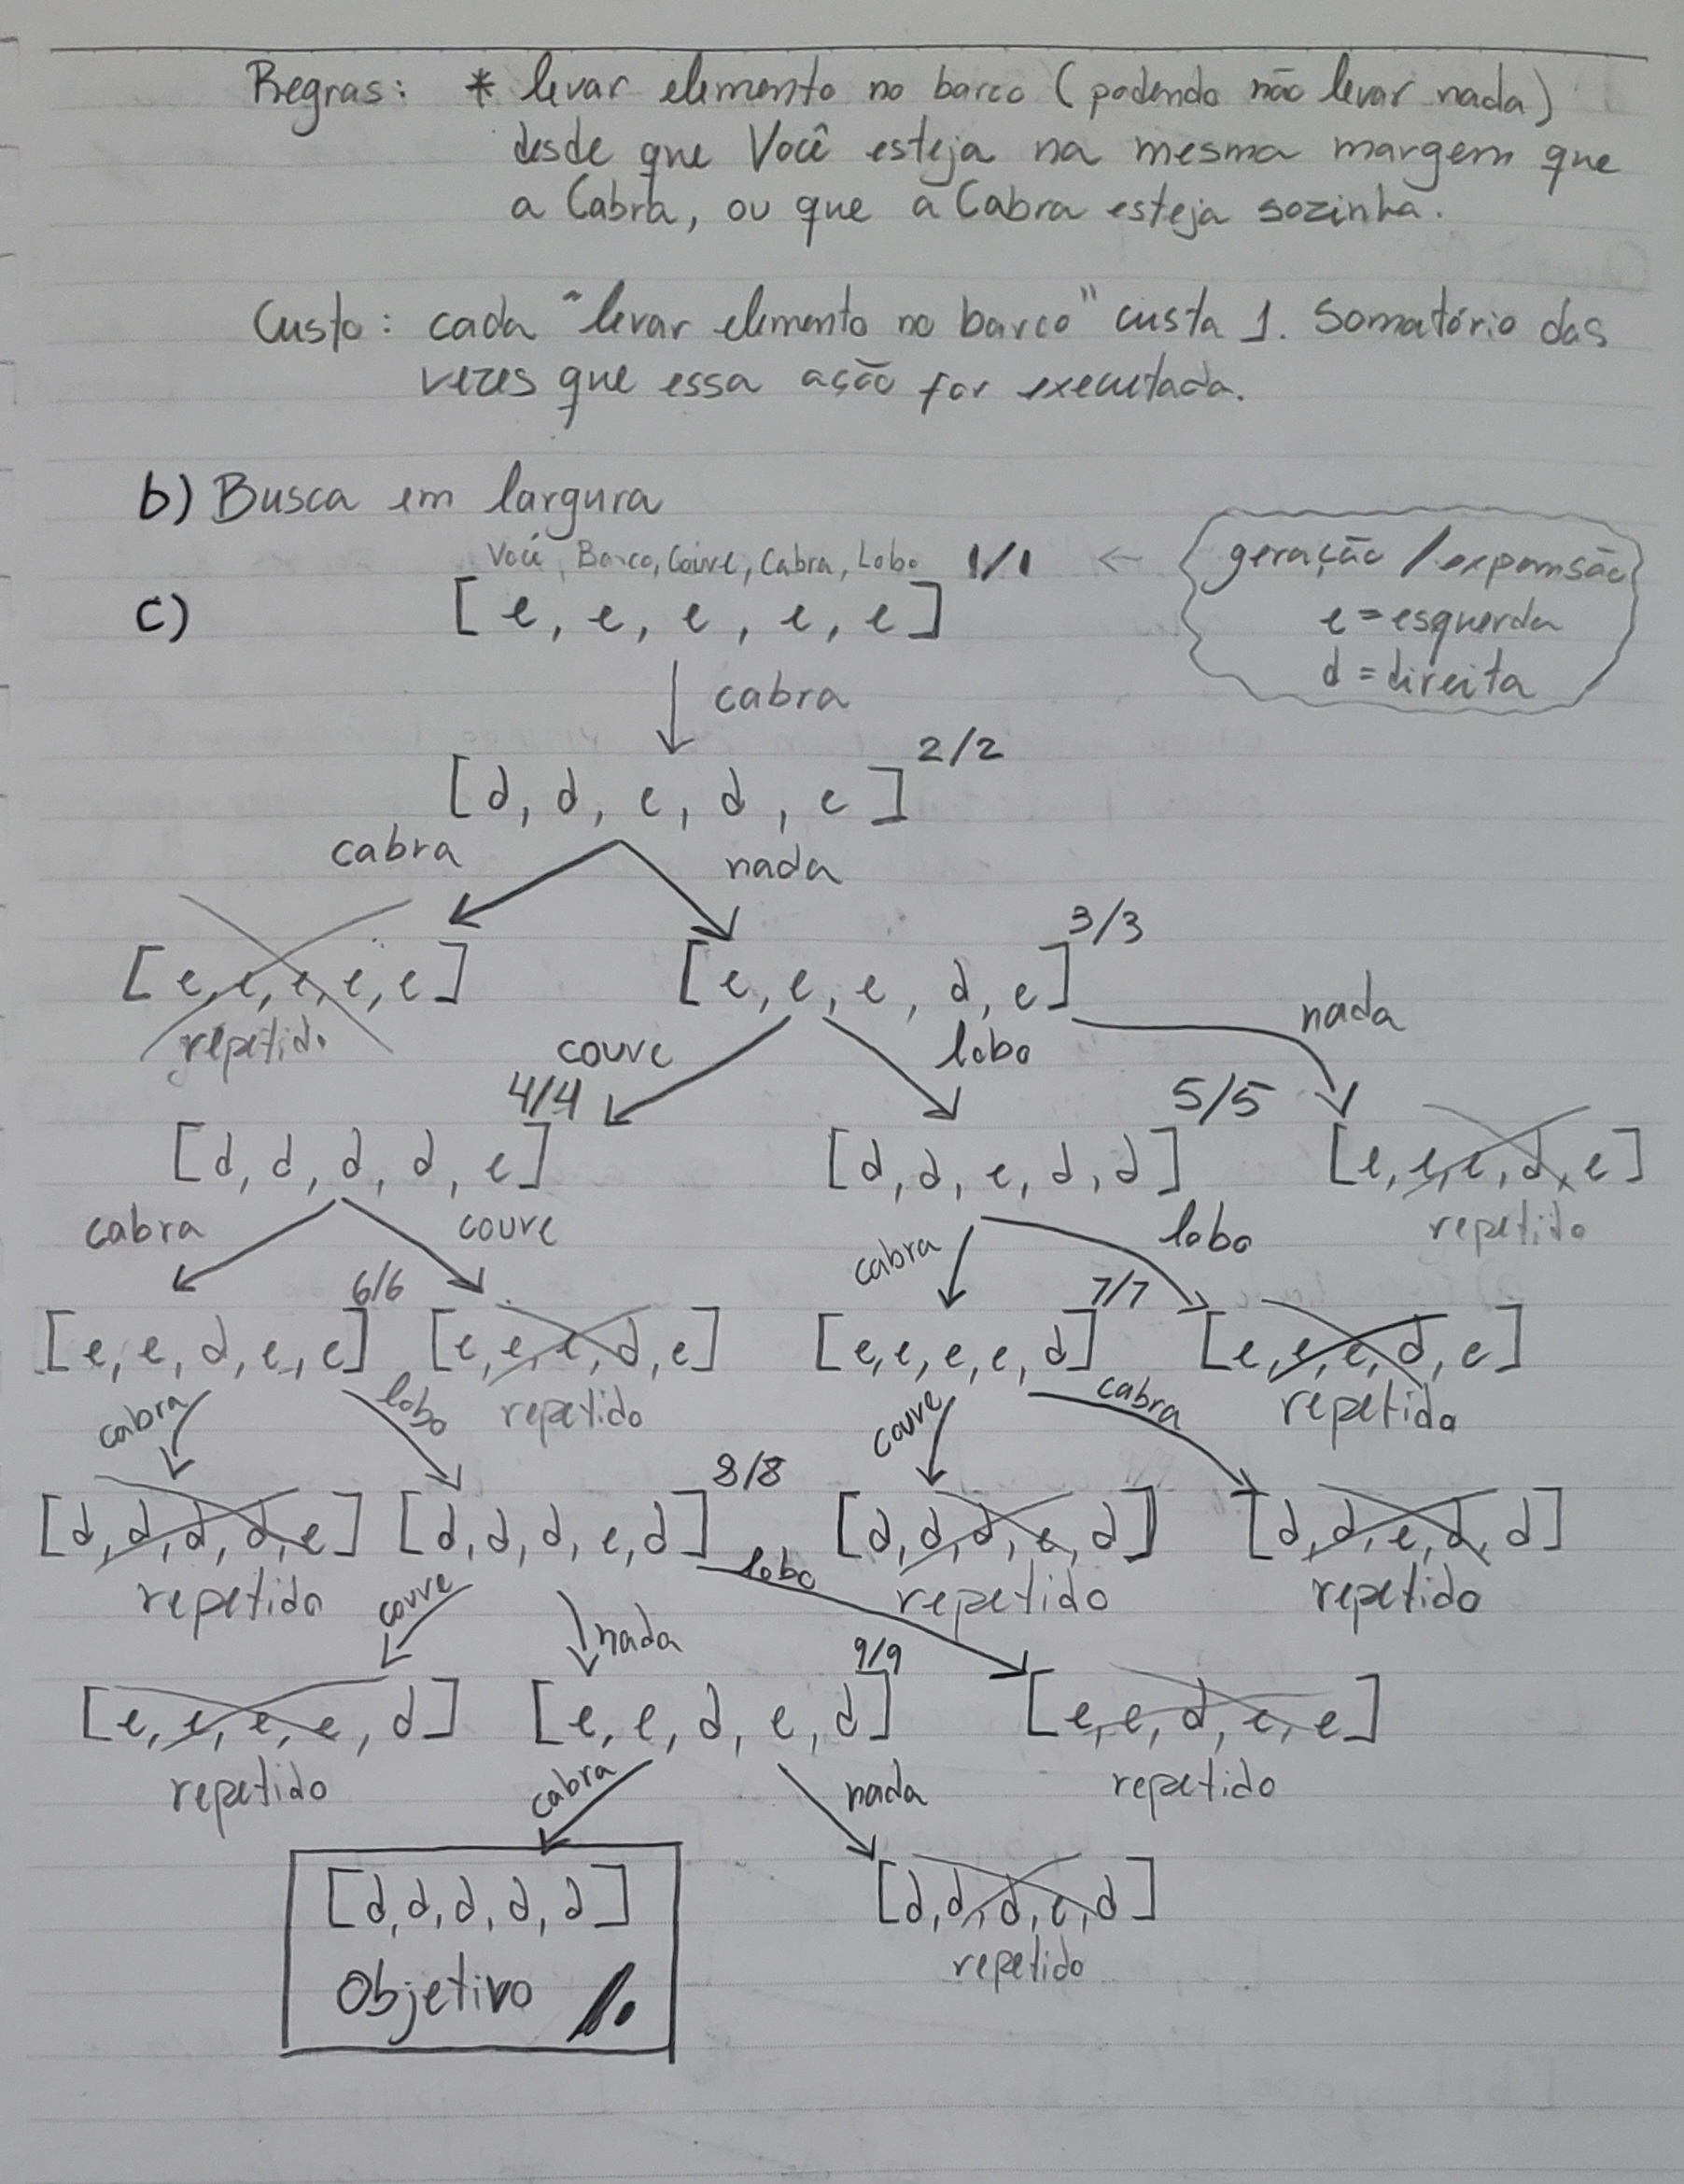 Regras: * levar elemento no barco (podendo não levar nada)
desde que Você esteja na mesma margem que
a Cabra, ou que a Cabra esteja sozinha.
Custo: cada "levar elemento no barco" custa 1. Somatório das
vezes que essa ação for executada.
b) Busca em largura
Você, Barco, Couve, Cabra, Lobo 1/1 ← geração / expansão
c) [e, e, e, e, e] e = esquerda
d = direita
cabra
2/2
[d, d, e, d, e]
cabra nada
3/3
[e, e, e, e, e] [e, e, e, d, e]
repetido couve lobo nada
4/4 5/5
[d, d, d, d, e] [d, d, e, d, d] [e, e, e, d, e]
cabra couve cabra lobo repetido
6/6 7/7
[e, e, d, e, e] [e, e, e, d, e] [e, e, e, e, d] [e, e, e, d, e]
cabra lobo repetido couve cabra repetido
8/8
[d, d, d, d, e] [d, d, d, e, d] [d, d, d, e, d] [d, d, e, d, d]
repetido couve nada lobo repetido repetido
9/9
[e, e, e, e, d] [e, e, d, e, d] [e, e, d, e, e]
repetido cabra nada repetido
[d, d, d, d, d] [d, d, d, e, d]
Objetivo repetido